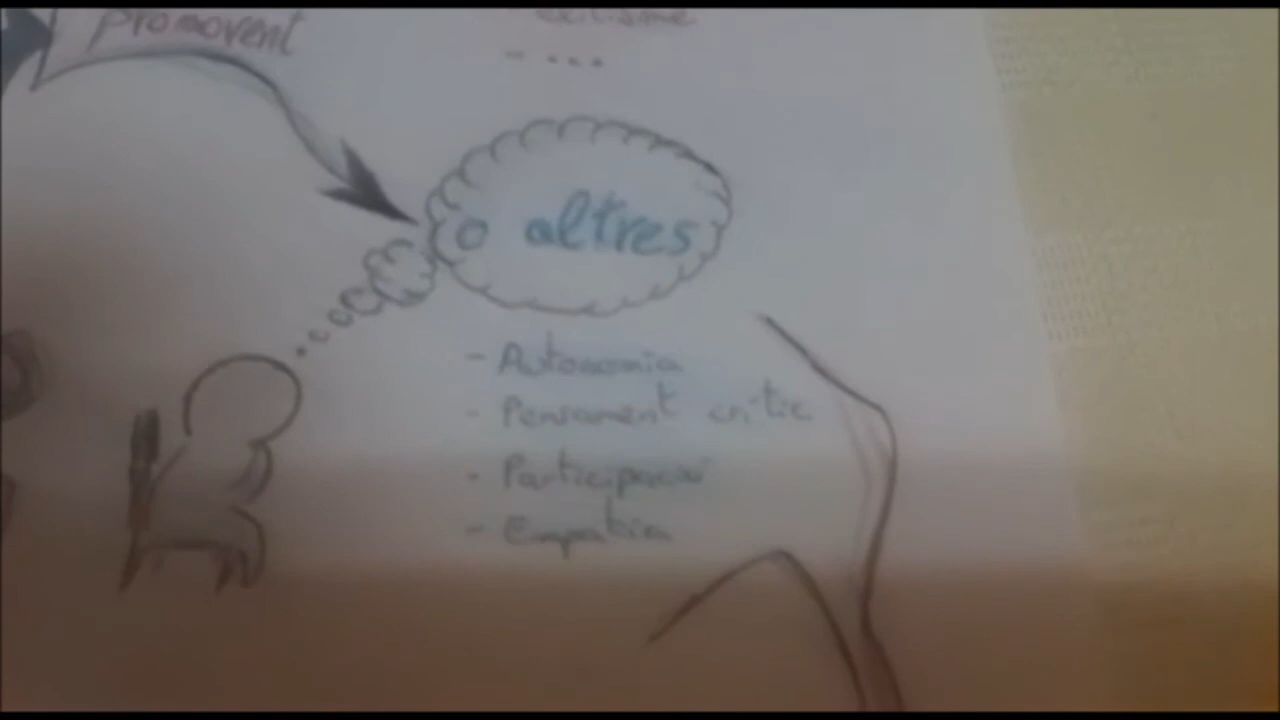 promovent
- ...
o altres
- Autonomia
- Pensament crític
- Participació
- Empatia